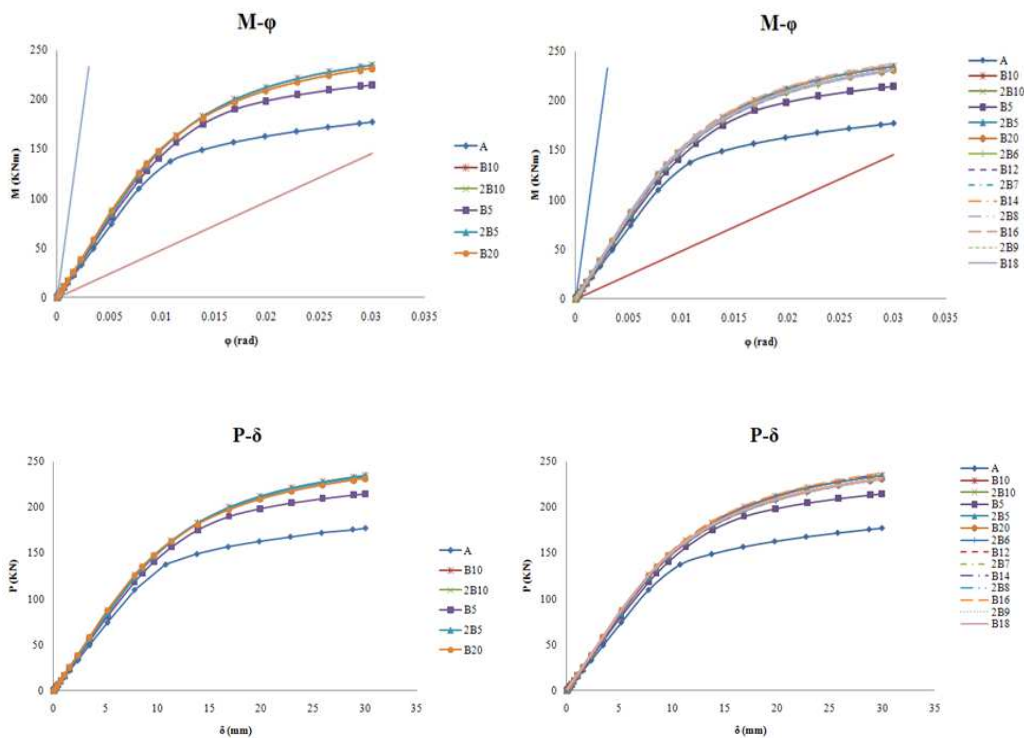 M-φ
250
200
150
100
50
0
M (KNm)
0
0.005
0.01
0.015
0.02
0.025
0.03
0.035
φ (rad)
A
B10
2B10
B5
2B5
B20
M-φ
250
200
150
100
50
0
M (KNm)
0
0.005
0.01
0.015
0.02
0.025
0.03
0.035
φ (rad)
A
B10
2B10
B5
2B5
B20
2B6
B12
2B7
B14
2B8
B16
2B9
B18
P-δ
250
200
150
100
50
0
P (KN)
0
5
10
15
20
25
30
35
δ (mm)
A
B10
2B10
B5
2B5
B20
P-δ
250
200
150
100
50
0
P (KN)
0
5
10
15
20
25
30
35
δ (mm)
A
B10
2B10
B5
2B5
B20
2B6
B12
2B7
B14
2B8
B16
2B9
B18